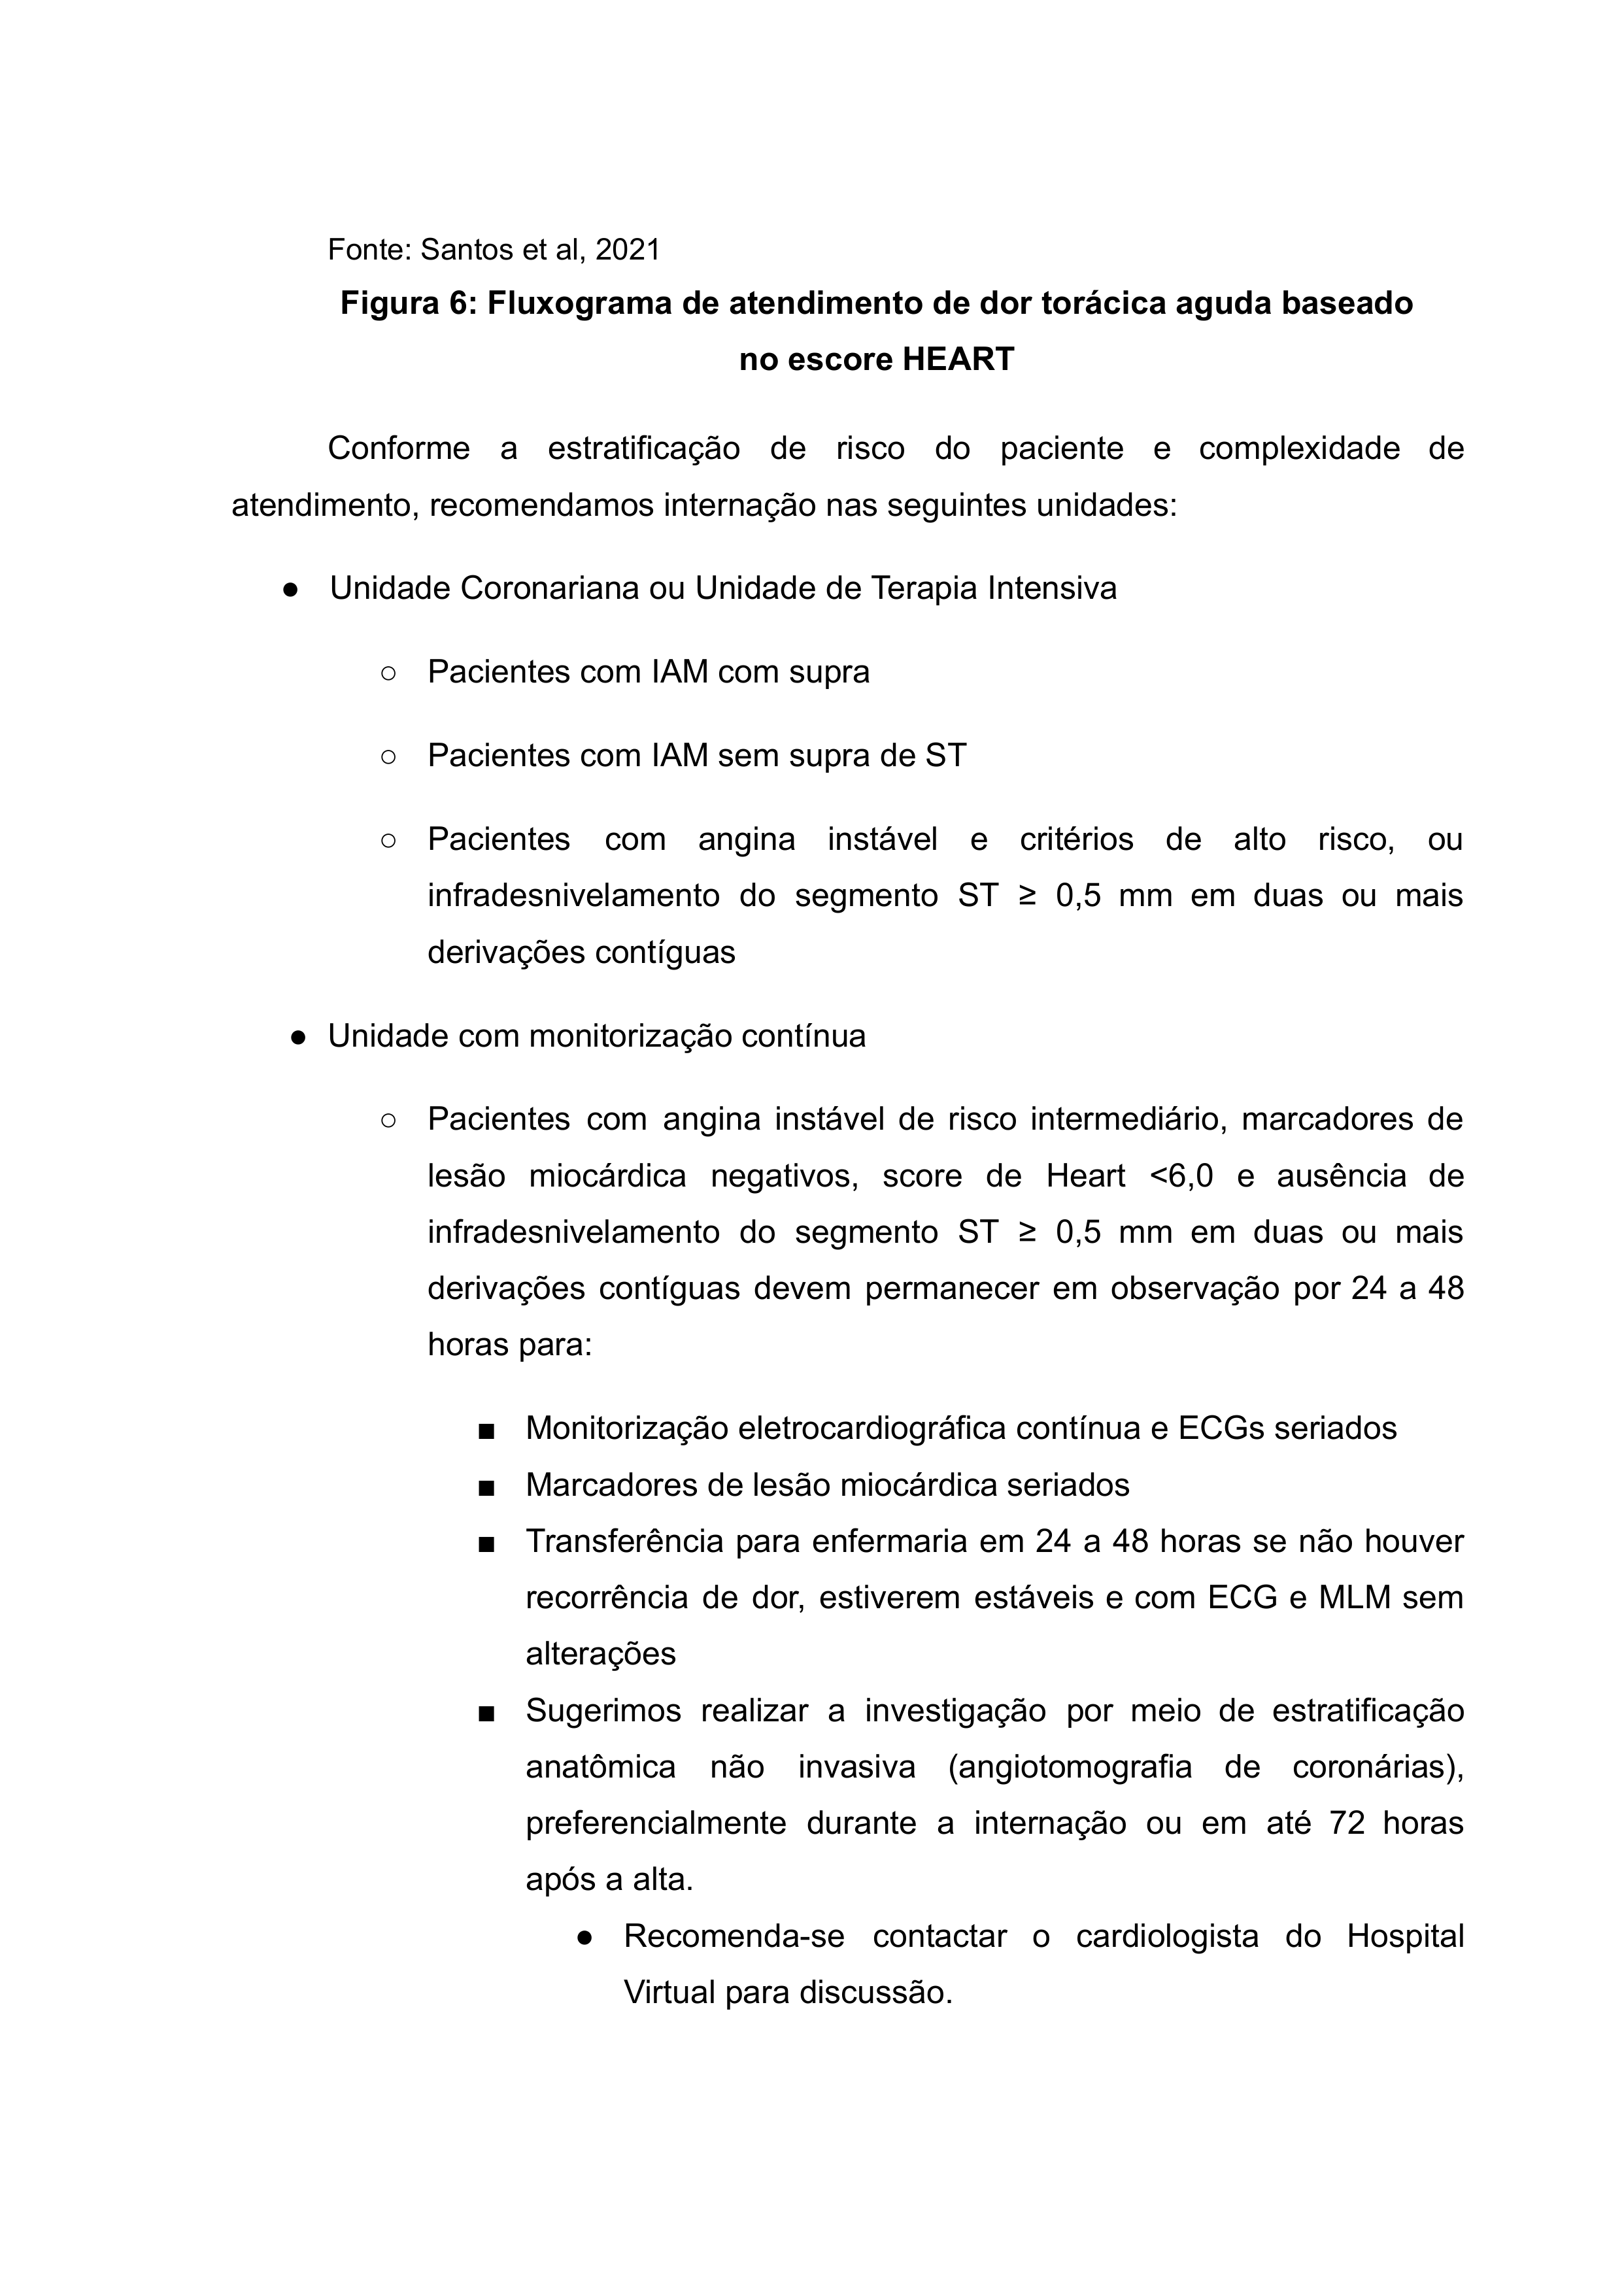 Fonte: Santos et al, 2021
Figura 6: Fluxograma de atendimento de dor torácica aguda baseado
no escore HEART
Conforme a estratificação de risco do paciente e complexidade de
atendimento, recomendamos internação nas seguintes unidades:
● Unidade Coronariana ou Unidade de Terapia Intensiva
○ Pacientes com IAM com supra
○ Pacientes com IAM sem supra de ST
○ Pacientes com angina instável e critérios de alto risco, ou
infradesnivelamento do segmento ST ≥ 0,5 mm em duas ou mais
derivações contíguas
● Unidade com monitorização contínua
○ Pacientes com angina instável de risco intermediário, marcadores de
lesão miocárdica negativos, score de Heart <6,0 e ausência de
infradesnivelamento do segmento ST ≥ 0,5 mm em duas ou mais
derivações contíguas devem permanecer em observação por 24 a 48
horas para:
■ Monitorização eletrocardiográfica contínua e ECGs seriados
■ Marcadores de lesão miocárdica seriados
■ Transferência para enfermaria em 24 a 48 horas se não houver
recorrência de dor, estiverem estáveis e com ECG e MLM sem
alterações
■ Sugerimos realizar a investigação por meio de estratificação
anatômica não invasiva (angiotomografia de coronárias),
preferencialmente durante a internação ou em até 72 horas
após a alta.
● Recomenda-se contactar o cardiologista do Hospital
Virtual para discussão.